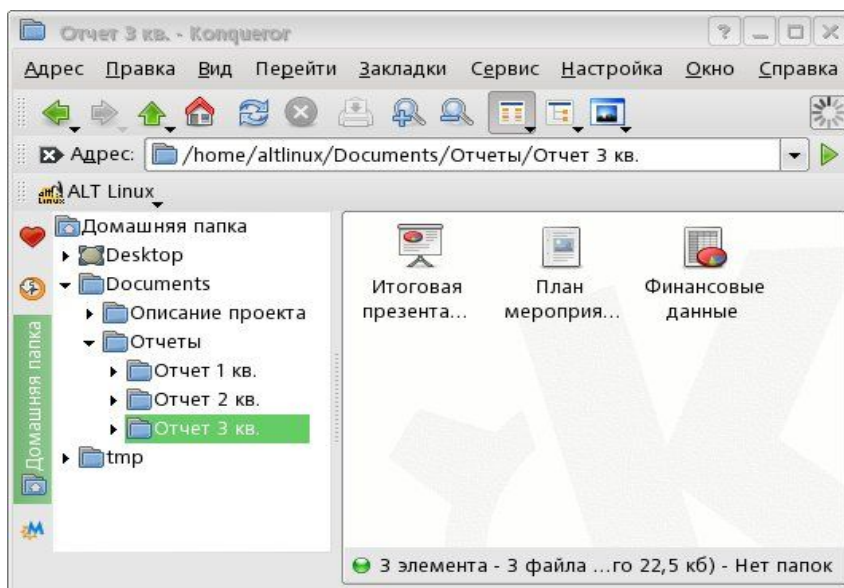 Отчет 3 кв. - Konqueror
Адрес Правка Вид Перейти Закладки Сервис Настройка Окно Справка
Адрес: /home/altlinux/Documents/Отчеты/Отчет 3 кв.
ALT Linux
Домашняя папка
Домашняя папка
Desktop
Documents
Описание проекта
Отчеты
Отчет 1 кв.
Отчет 2 кв.
Отчет 3 кв.
tmp
Итоговая
презента...
План
мероприя...
Финансовые
данные
3 элемента - 3 файла ...го 22,5 кб) - Нет папок